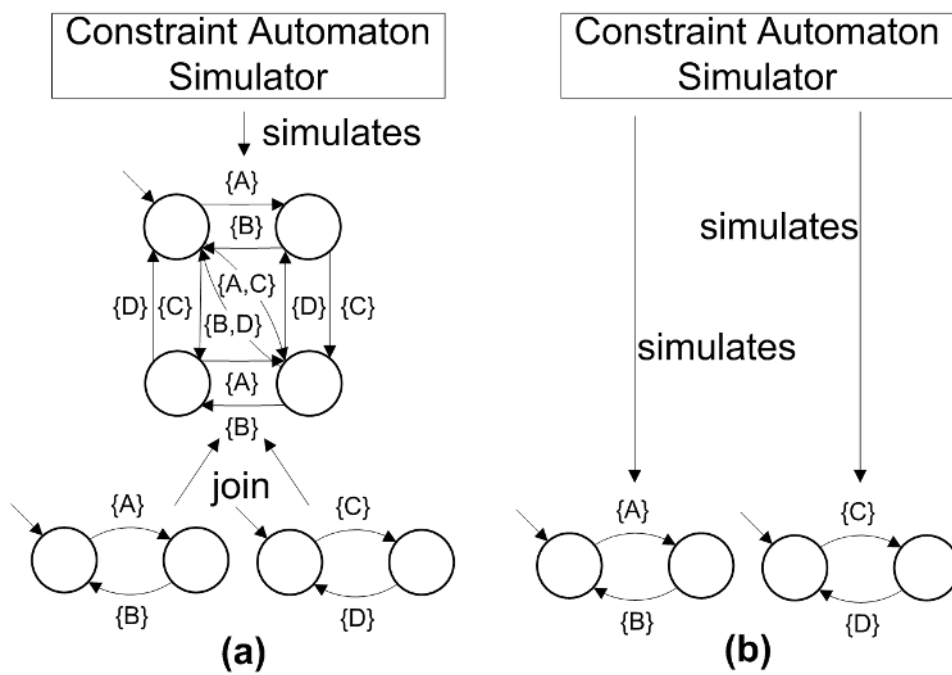 Constraint Automaton
Simulator
simulates
{A}
{B}
{D} {C} {A,C} {D} {C}
{B,D}
{A}
{B}
join
{A} {C}
{B} {D}
(a)
Constraint Automaton
Simulator
simulates
simulates
{A} {C}
{B} {D}
(b)